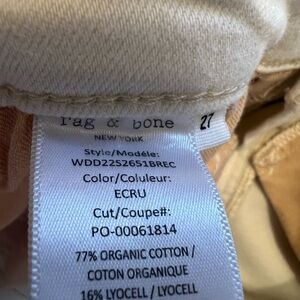 rag & bone
NEW YORK
27
Style/Modèle:
WDD22S2651BREC
Color/Coluleur:
ECRU
Cut/Coupe#:
PO-00061814
77% ORGANIC COTTON /
COTON ORGANIQUE
16% LYOCELL / LYOCELL